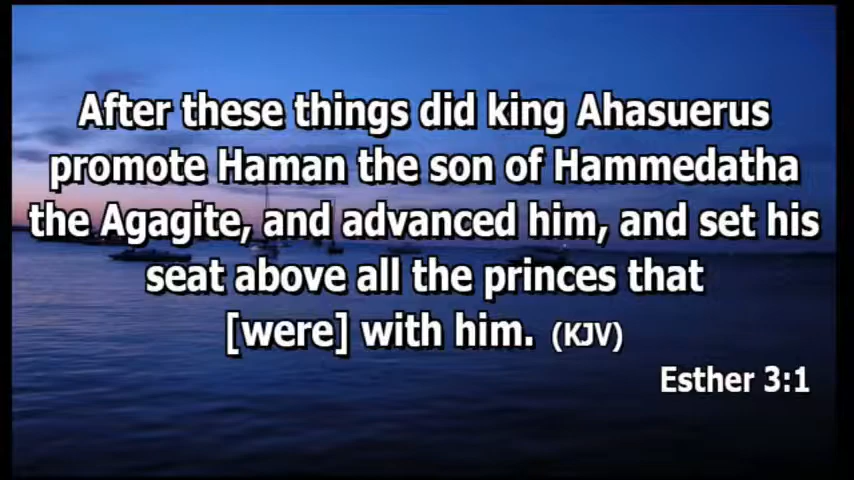 After these things did king Ahasuerus
promote Haman the son of Hammedatha
the Agagite, and advanced him, and set his
seat above all the princes that
[were] with him. (KJV)
Esther 3:1